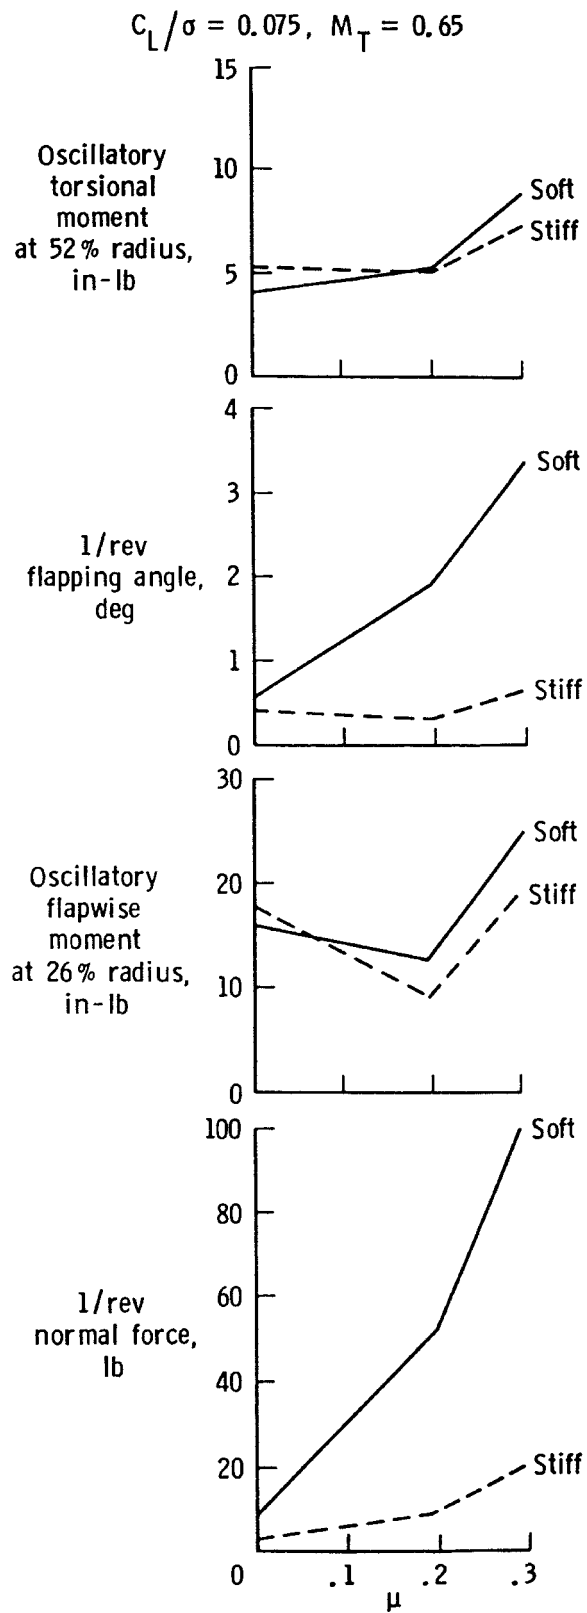 C_L/σ = 0.075, M_T = 0.65
15
10
5
0
Oscillatory
torsional
moment
at 52% radius,
in-lb
Soft
Stiff
4
3
2
1
0
1/rev
flapping angle,
deg
Soft
Stiff
30
20
10
0
Oscillatory
flapwise
moment
at 26% radius,
in-lb
Soft
Stiff
100
80
60
40
20
0
1/rev
normal force,
lb
Soft
Stiff
.1 .2 .3
μ